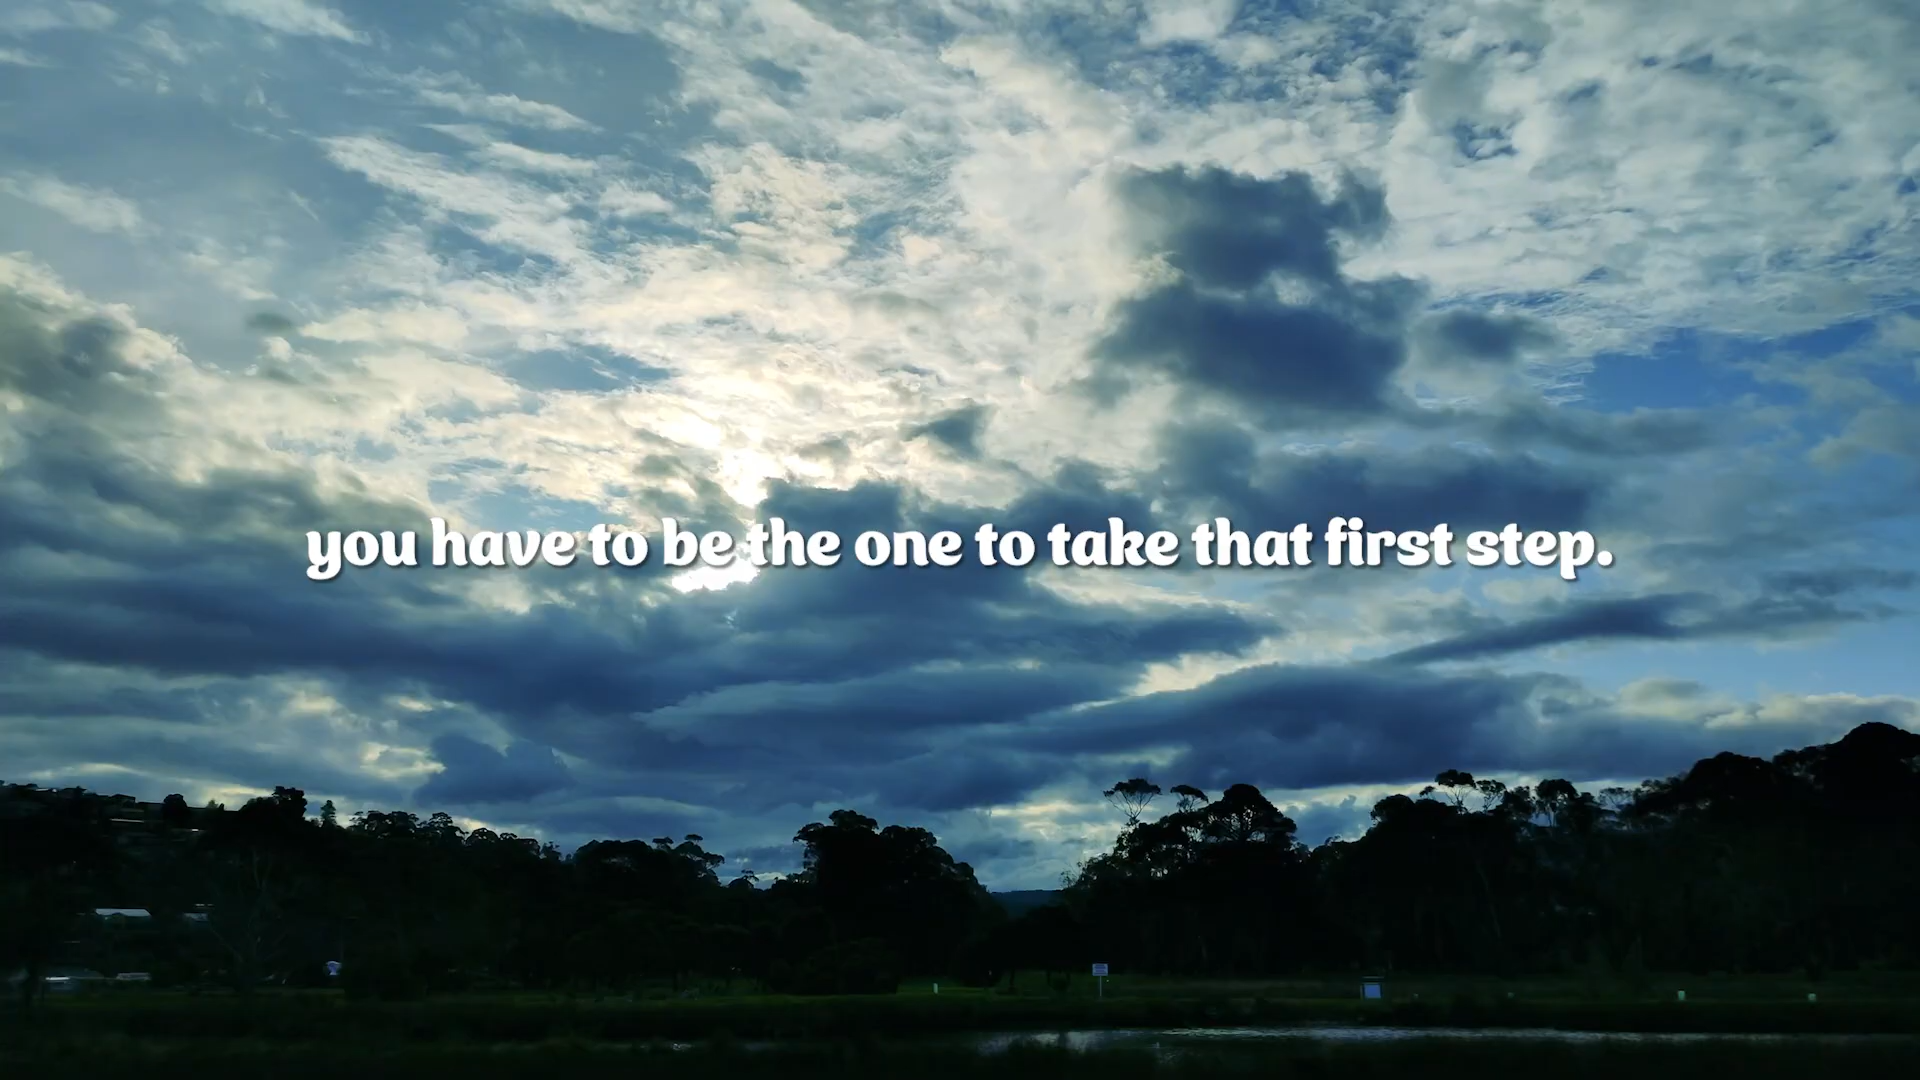 you have to be the one to take that first step.